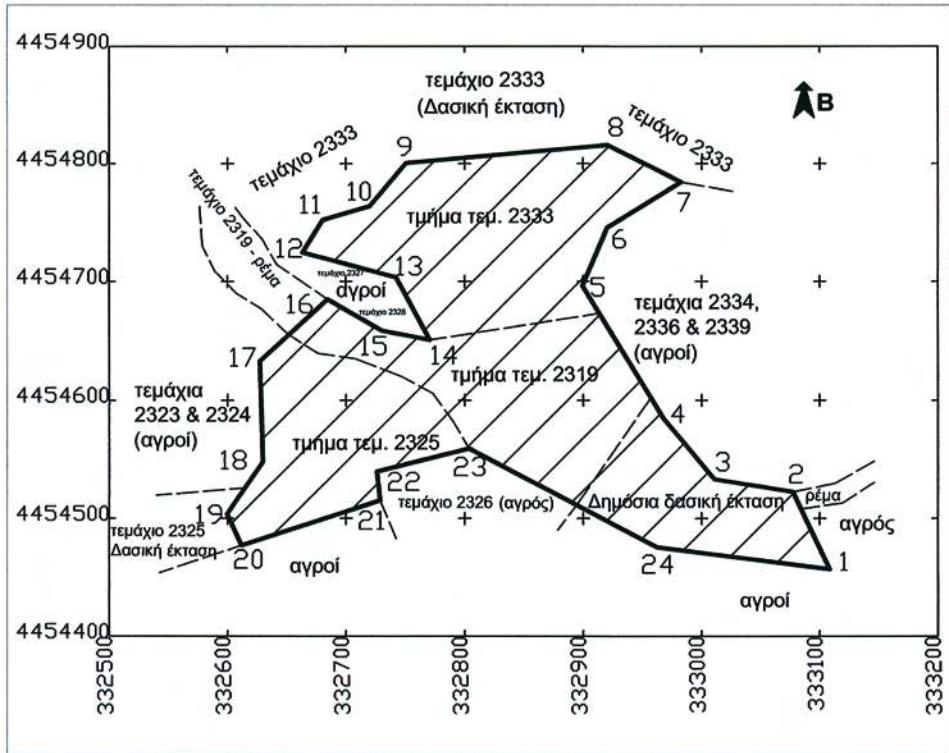 4454900
τεμάχιο 2333
(Δασική έκταση)
B
8
τεμάχιο 2333
τεμάχιο 2333
9
4454800
7
10
τεμάχιο 2319 - ρέμα
11
τμήμα τεμ. 2333
6
12
τεμάχιο 2327
13
4454700
αγροί
5
16
τεμάχιο 2328
τεμάχια 2334,
2336 & 2339
(αγροί)
15
14
17
τμήμα τεμ. 2319
4454600
τεμάχια
2323 & 2324
(αγροί)
4
τμήμα τεμ. 2325
18
23
3
22
2
ρέμα
τεμάχιο 2326 (αγρός)
Δημόσια δασική έκταση
4454500
19
21
αγρός
τεμάχιο 2325
Δασική έκταση
20
24
1
αγροί
αγροί
4454400
332500
332600
332700
332800
332900
333000
333100
333200